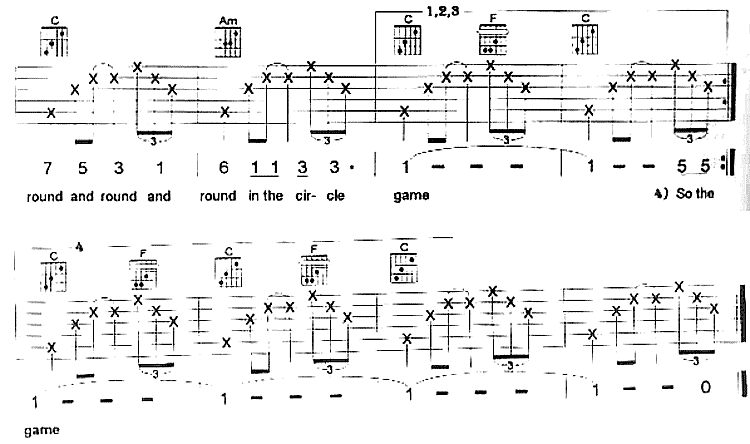 1,2,3
C Am C F C
3 3 3 3
7 5 3 1 6 1 1 3 3 · 1 - - - 1 - - 5 5
round and round and round in the cir- cle game 4) So the
4
C F C F C
3 3 3 3
1 - - - 1 - - - 1 - - - 1 - - 0
game